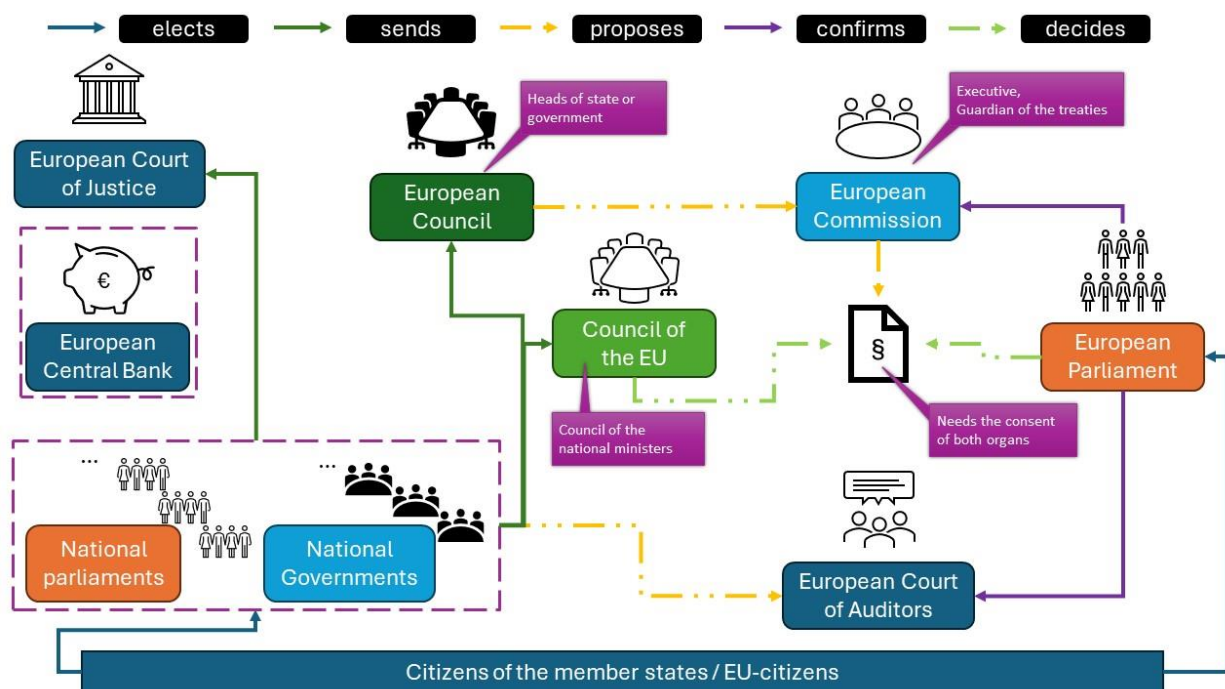 elects
sends
proposes
confirms
decides
Heads of state or
government
Executive,
Guardian of the treaties
European Court
of Justice
European
Council
European
Commission
€
European
Central Bank
Council of
the EU
§
European
Parliament
Council of the
national ministers
Needs the consent
of both organs
...
...
National
parliaments
National
Governments
European Court
of Auditors
Citizens of the member states / EU-citizens